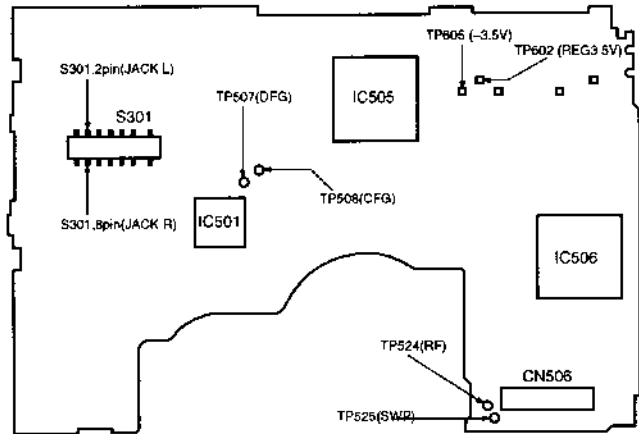 TP605 (–3.5V)
TP602 (REG3 5V)
S301.2pin(JACK L)
S301
TP507(DFG)
IC505
TP508(CFG)
S301,8pin(JACK R)
IC501
IC506
TP524(RF)
CN506
TP525(SWP)